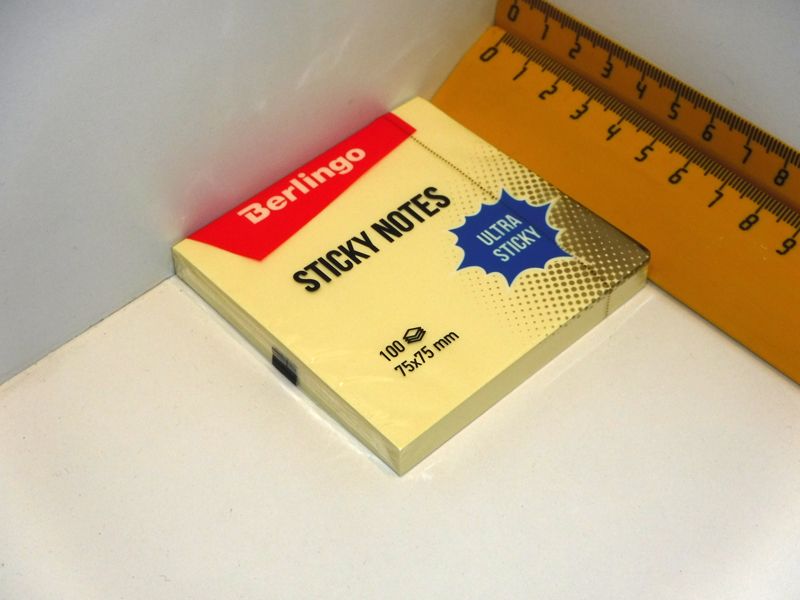 0 1 2 3 4 5 6 7 8
0 1 2 3 4 5 6 7 8 9
Berlingo
STICKY NOTES
ULTRA
STICKY
100
75x75 mm